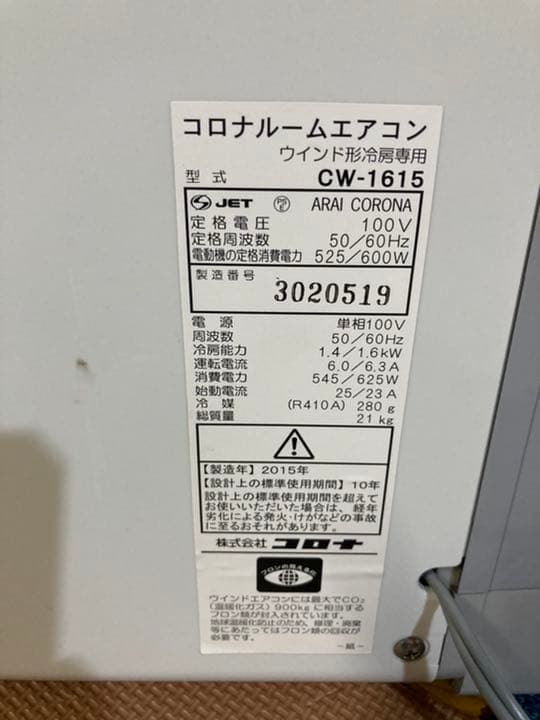 コロナルームエアコン
ウインド形冷房専用
型式 CW-1615
JET PS E ARAI CORONA
定格電圧 100V
定格周波数 50/60Hz
電動機の定格消費電力 525/600W
製造番号 3020519
電源 単相100V
周波数 50/60Hz
冷房能力 1.4/1.6kW
運転電流 6.0/6.3A
消費電力 545/625W
始動電流 25/23A
冷媒 (R410A) 280g
総質量 21kg
【製造年】2015年
【設計上の標準使用期間】10年
設計上の標準使用期間を超えて
お使いいただいた場合は、経年
劣化による発火・けがなどの事故
に至るおそれがあります。
株式会社 コロナ
フロンの見える化
ウインドエアコンには最大でCO₂
(温暖化ガス)900kgに相当する
フロン類が封入されています。
地球温暖化防止のため、修理・廃棄
等にあたってはフロン類の回収が
必要です。
-紙-